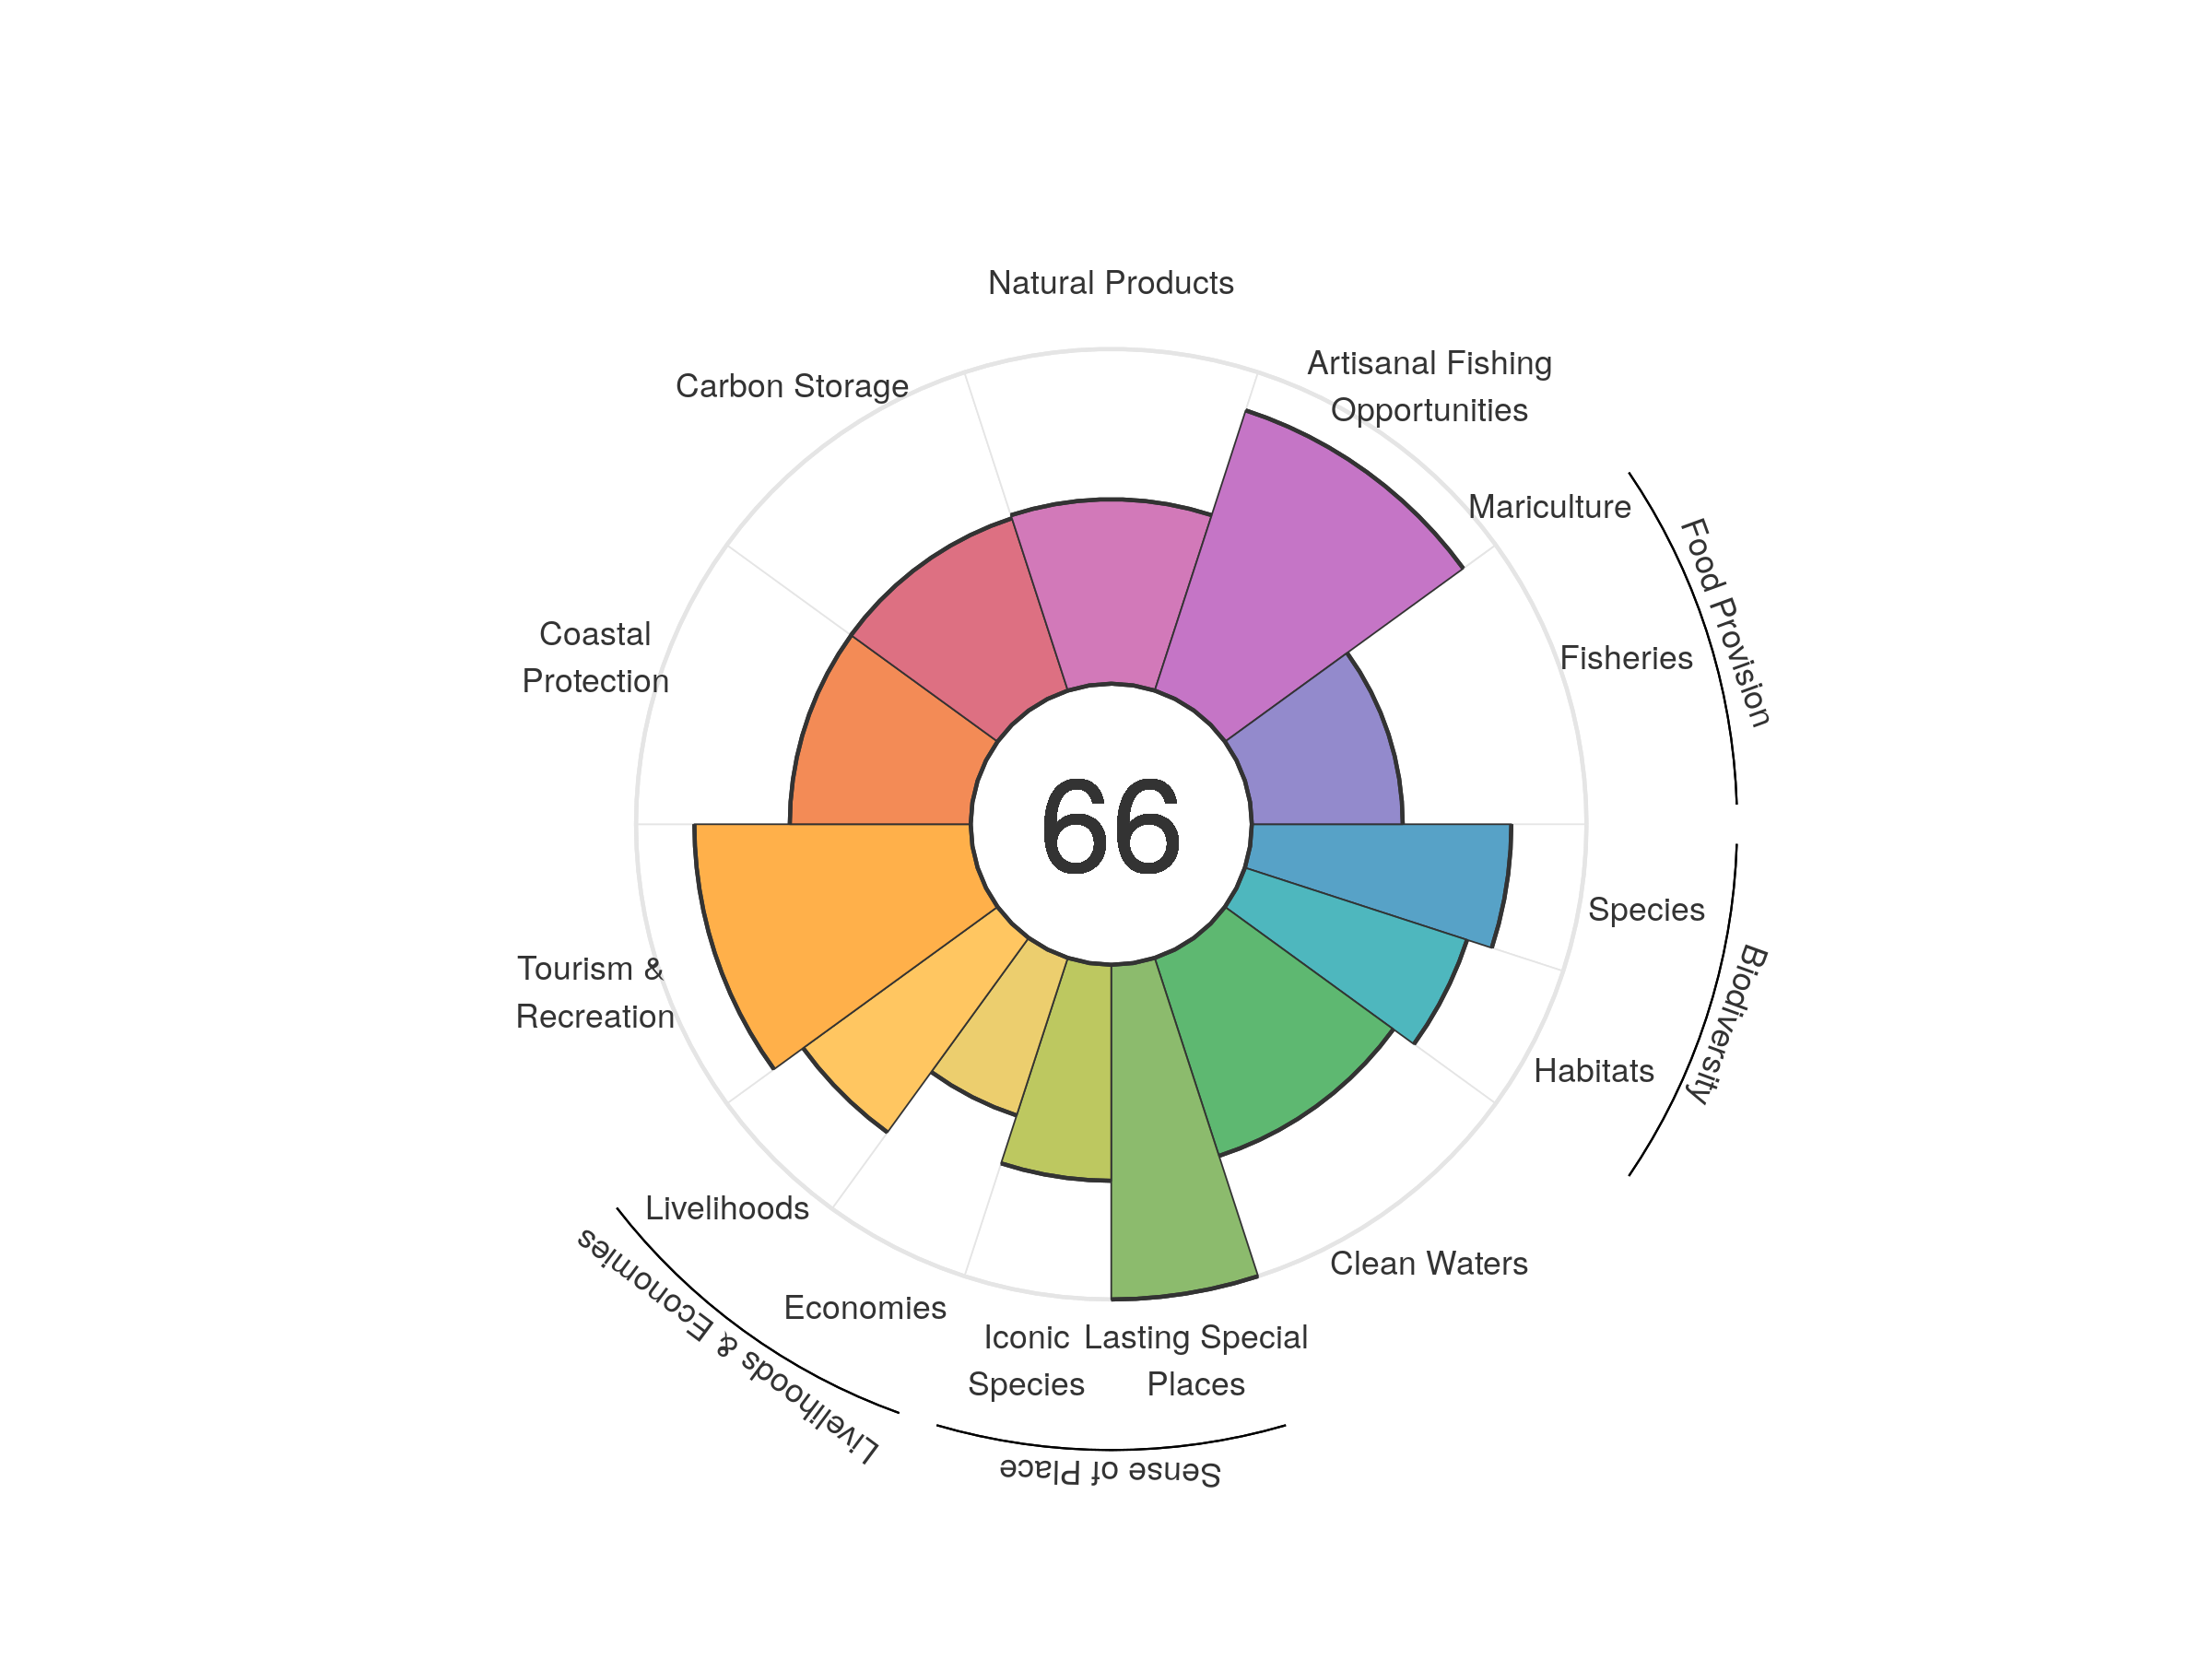 Natural Products
Artisanal Fishing
Opportunities
Carbon Storage
Mariculture
Food Provision
Fisheries
Coastal
Protection
66
Species
Biodiversity
Tourism &
Recreation
Habitats
Livelihoods
Clean Waters
Livelihoods & Economies
Economies
Iconic
Species
Lasting Special
Places
Sense of Place